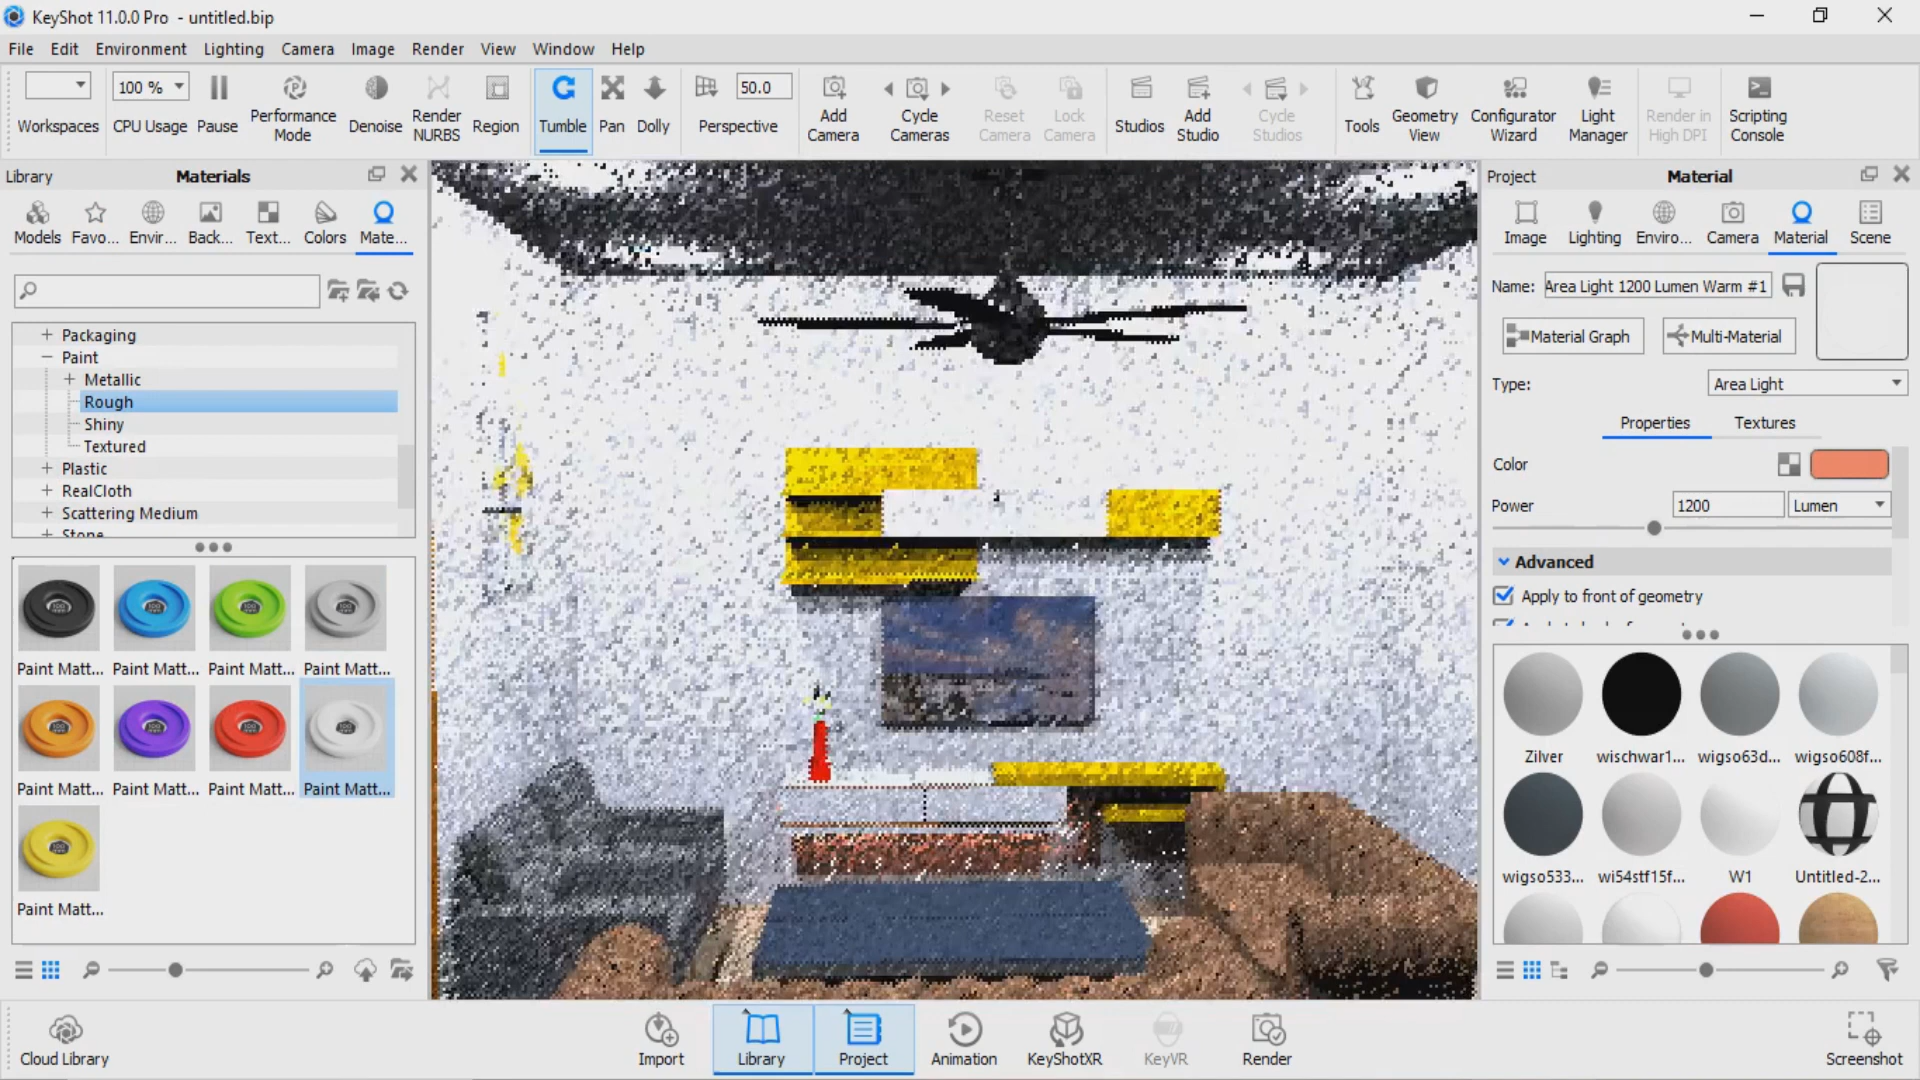 KeyShot 11.0.0 Pro - untitled.bip
File Edit Environment Lighting Camera Image Render View Window Help
Workspaces
100 %
CPU Usage
Pause
Performance Mode
Denoise
Render NURBS
Region
Tumble
Pan
Dolly
50.0
Perspective
Add Camera
Cycle Cameras
Reset Camera
Lock Camera
Studios
Add Studio
Cycle Studios
Tools
Geometry View
Configurator Wizard
Light Manager
Render in High DPI
Scripting Console
Library
Materials
Models Favo... Envir... Back... Text... Colors Mate...
Packaging
Paint
Metallic
Rough
Shiny
Textured
Plastic
RealCloth
Scattering Medium
Stone
Paint Matt... Paint Matt... Paint Matt... Paint Matt...
Paint Matt... Paint Matt... Paint Matt... Paint Matt...
Paint Matt...
Project
Material
Image Lighting Enviro... Camera Material Scene
Name: Area Light 1200 Lumen Warm #1
Material Graph
Multi-Material
Type: Area Light
Properties Textures
Color
Power 1200 Lumen
Advanced
Apply to front of geometry
Zilver wischwar1... wigso63d... wigso608f...
wigso533... wi54stf15f... W1 Untitled-2...
Cloud Library
Import
Library
Project
Animation
KeyShotXR
KeyVR
Render
Screenshot